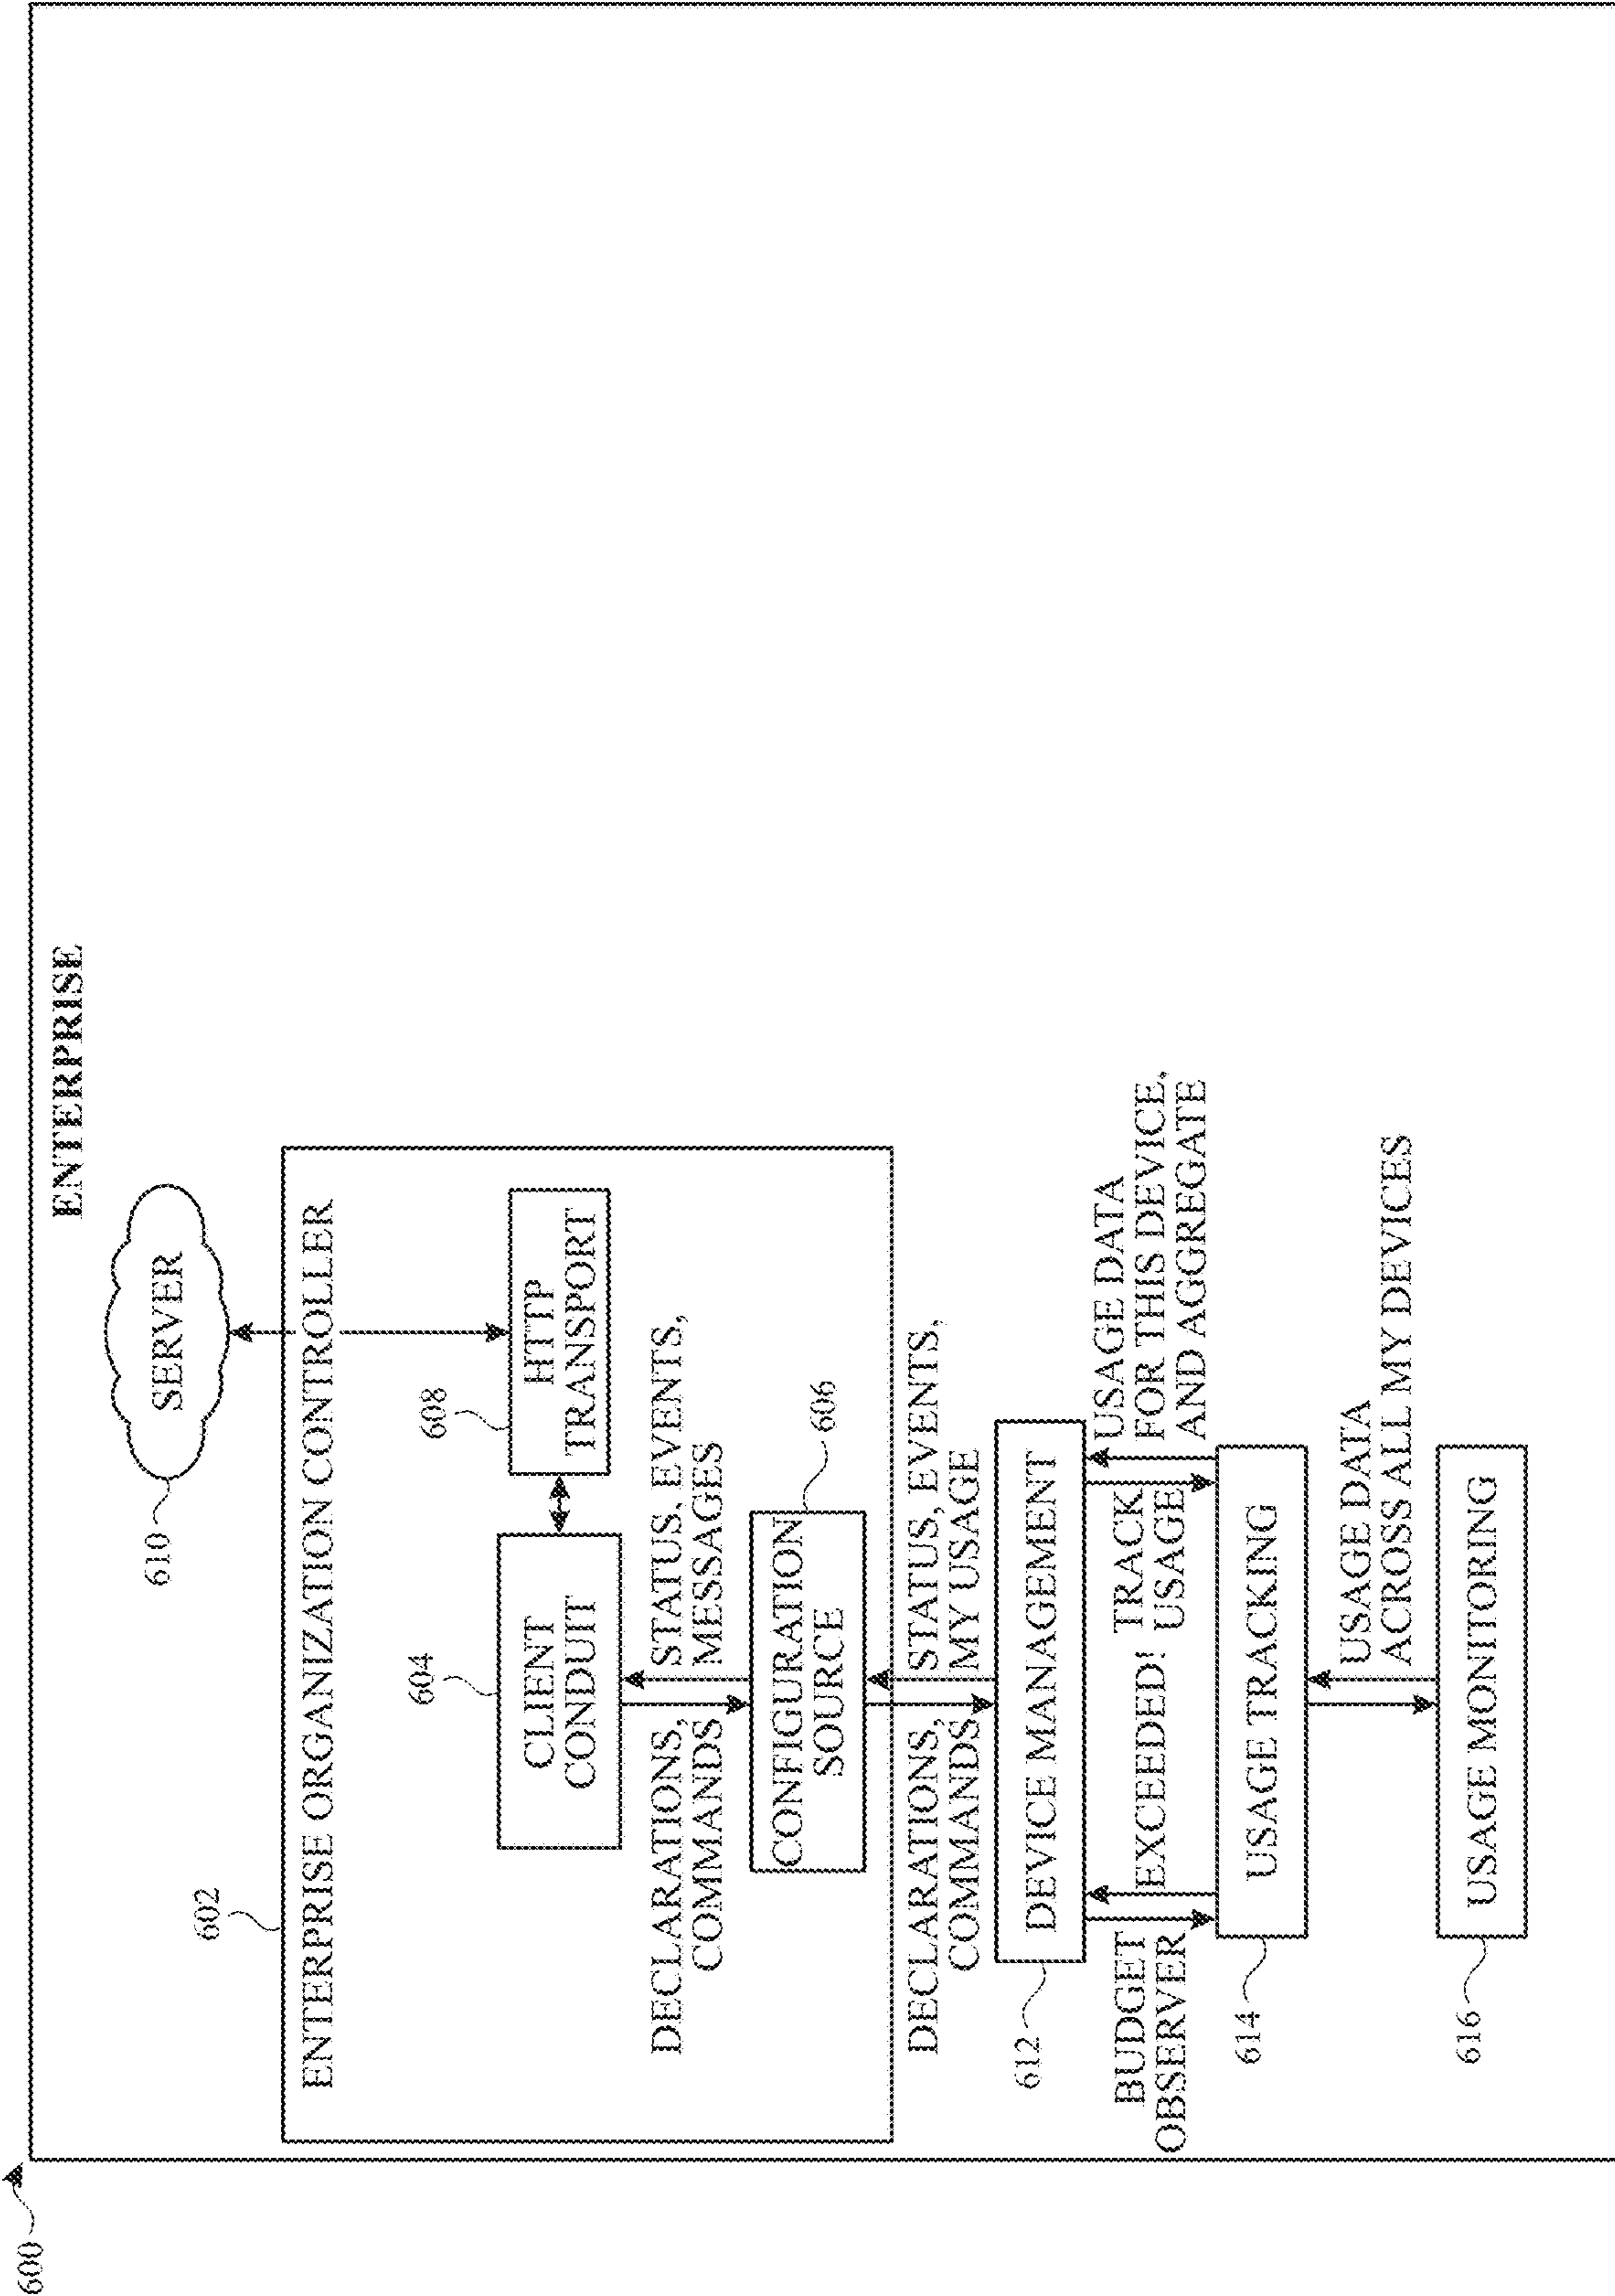 600
ENTERPRISE
SERVER
610
602
ENTERPRISE ORGANIZATION CONTROLLER
604
CLIENT
CONDUIT
608
HTTP
TRANSPORT
DECLARATIONS,
COMMANDS
STATUS, EVENTS,
MESSAGES
CONFIGURATION
SOURCE
606
DECLARATIONS,
COMMANDS
STATUS, EVENTS,
MY USAGE
612
DEVICE MANAGEMENT
BUDGET
OBSERVER
EXCEEDED!
TRACK
USAGE
USAGE DATA
FOR THIS DEVICE,
AND AGGREGATE
614
USAGE TRACKING
USAGE DATA
ACROSS ALL MY DEVICES
616
USAGE MONITORING